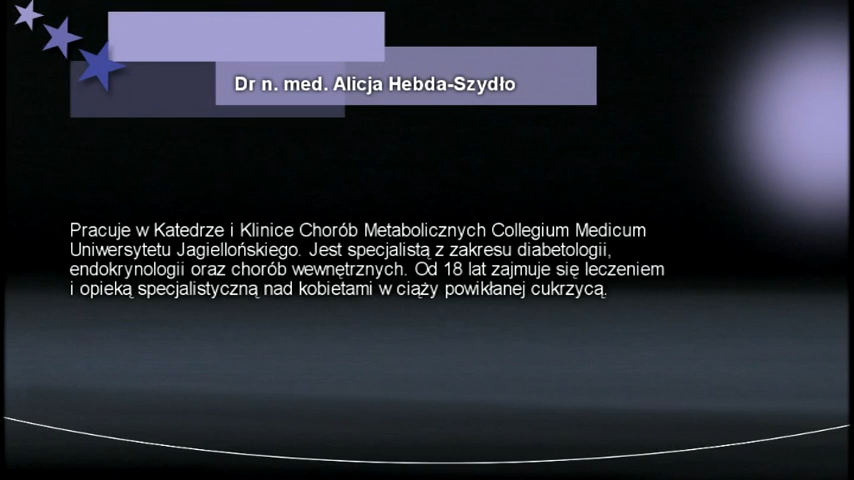 Dr n. med. Alicja Hebda-Szydło
Pracuje w Katedrze i Klinice Chorób Metabolicznych Collegium Medicum
Uniwersytetu Jagiellońskiego. Jest specjalistą z zakresu diabetologii,
endokrynologii oraz chorób wewnętrznych. Od 18 lat zajmuje się leczeniem
i opieką specjalistyczną nad kobietami w ciąży powikłanej cukrzycą.